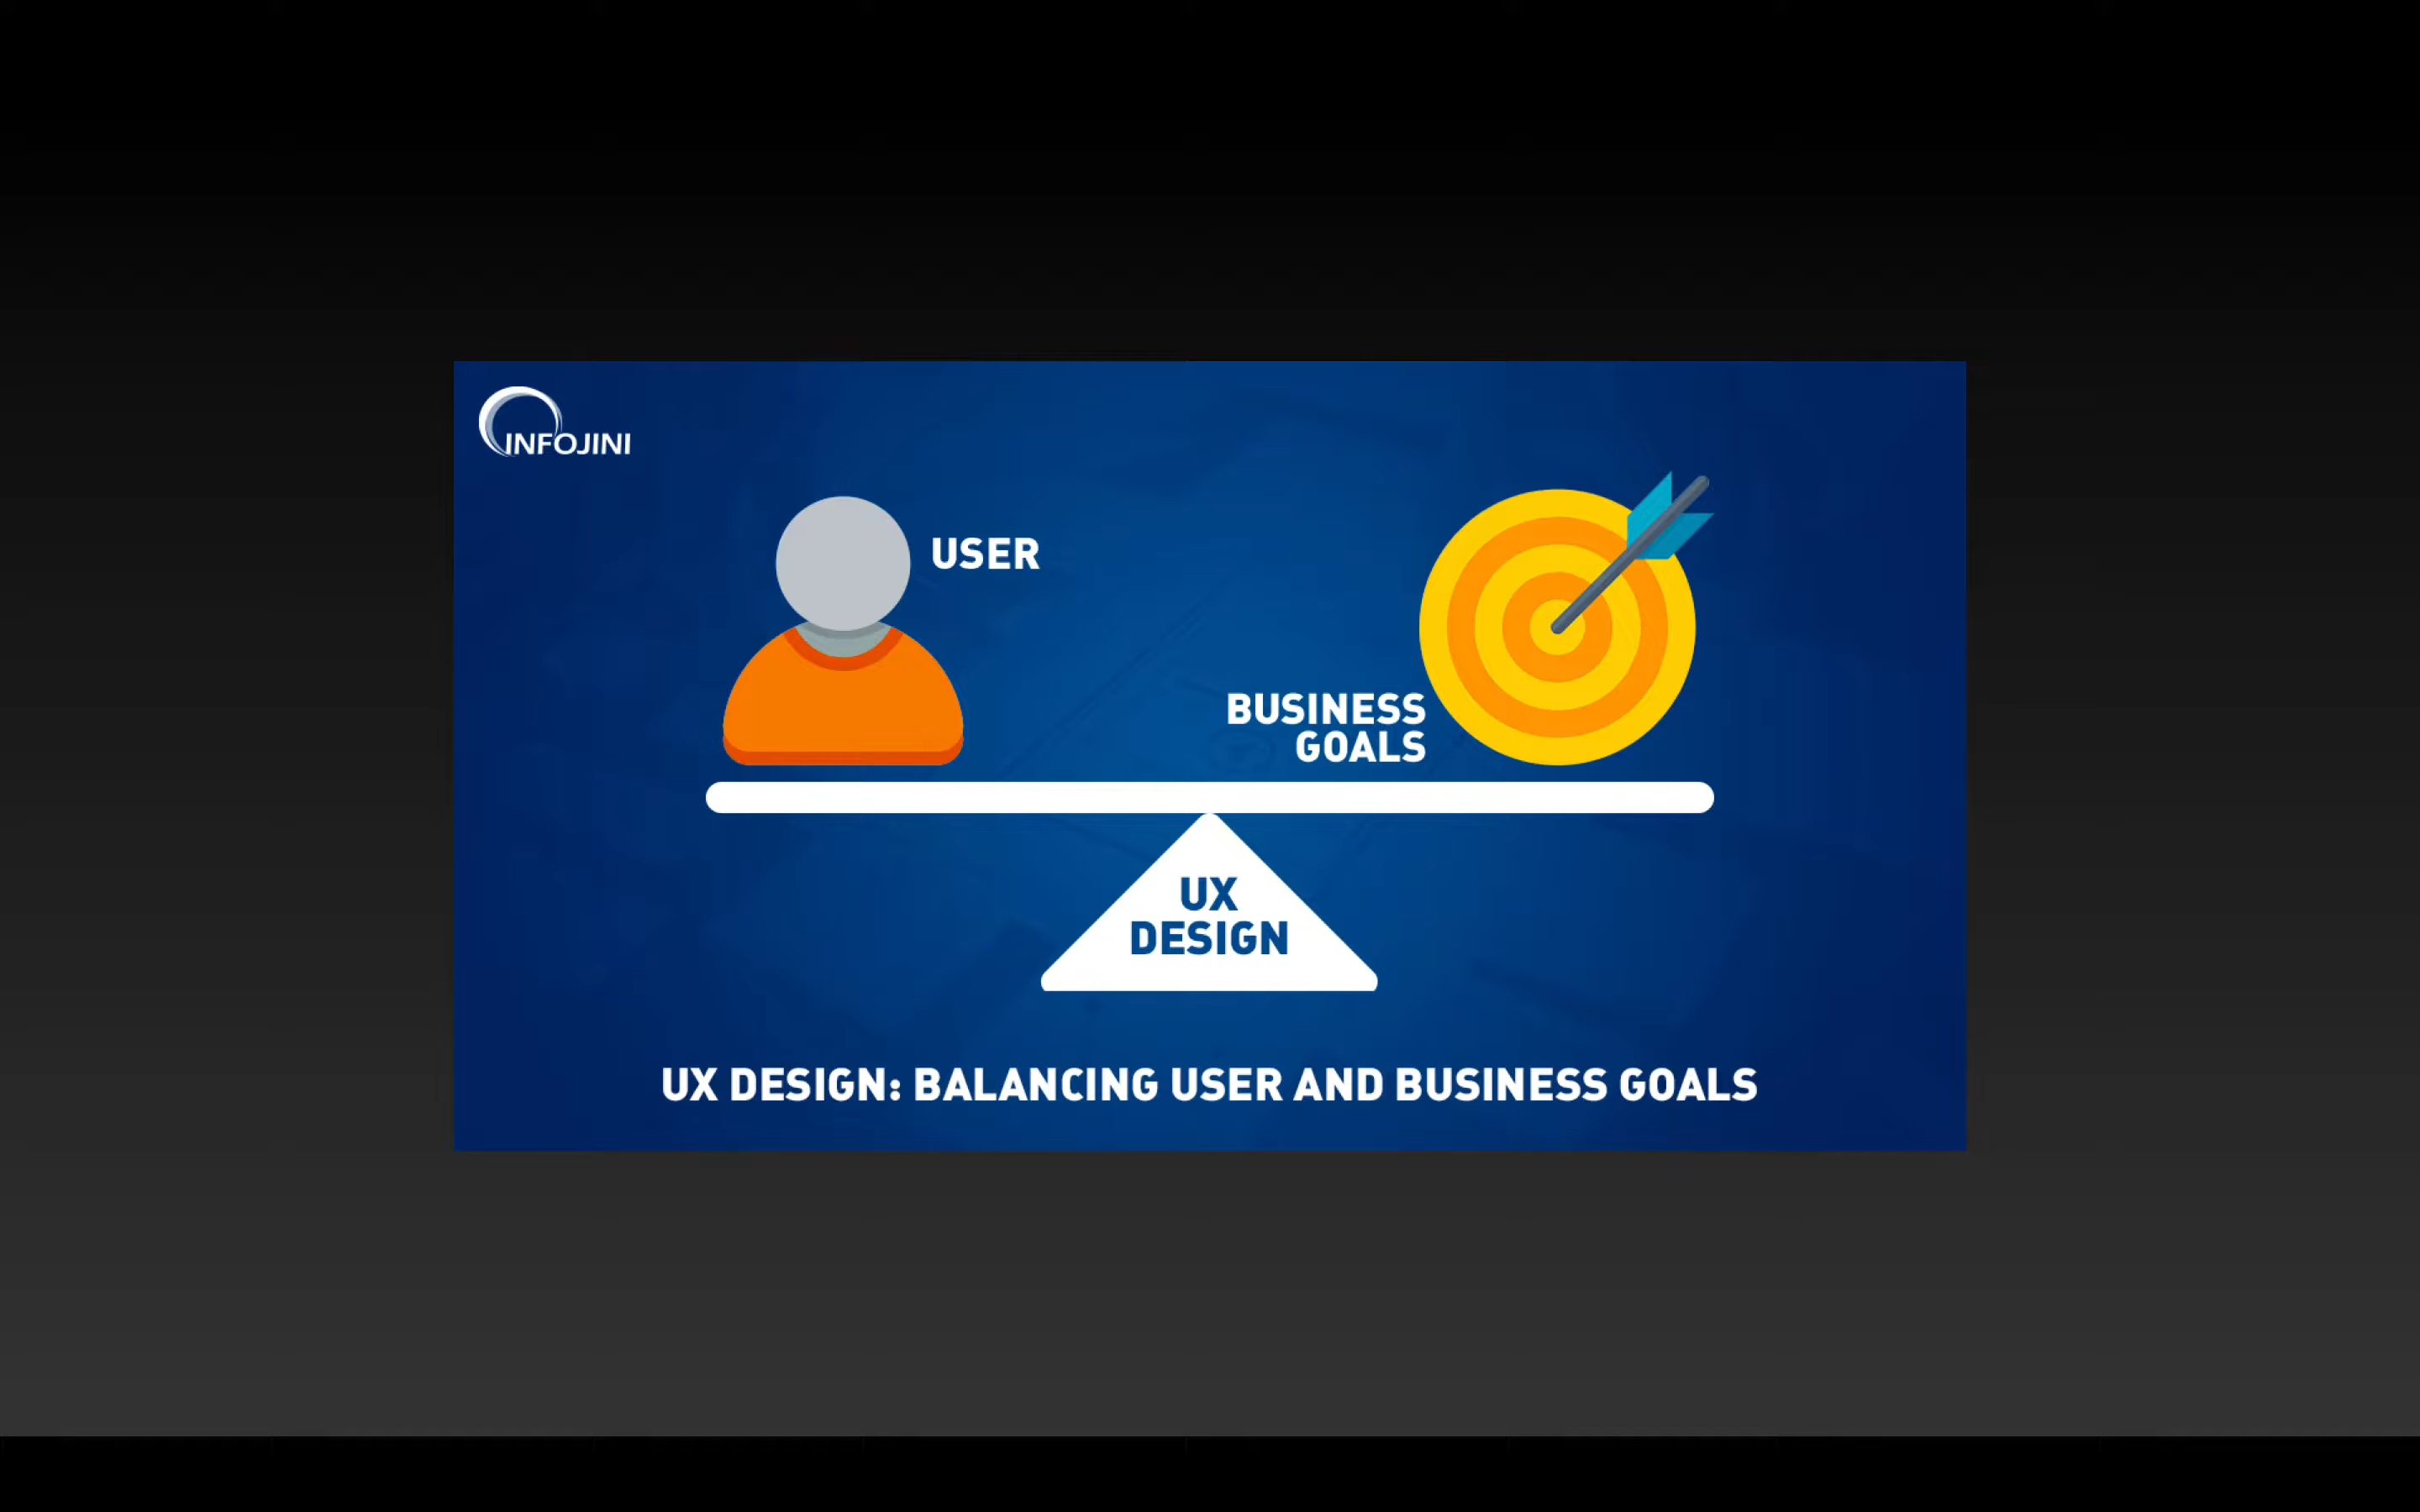 INFOJINI
USER
BUSINESS
GOALS
UX
DESIGN
UX DESIGN: BALANCING USER AND BUSINESS GOALS